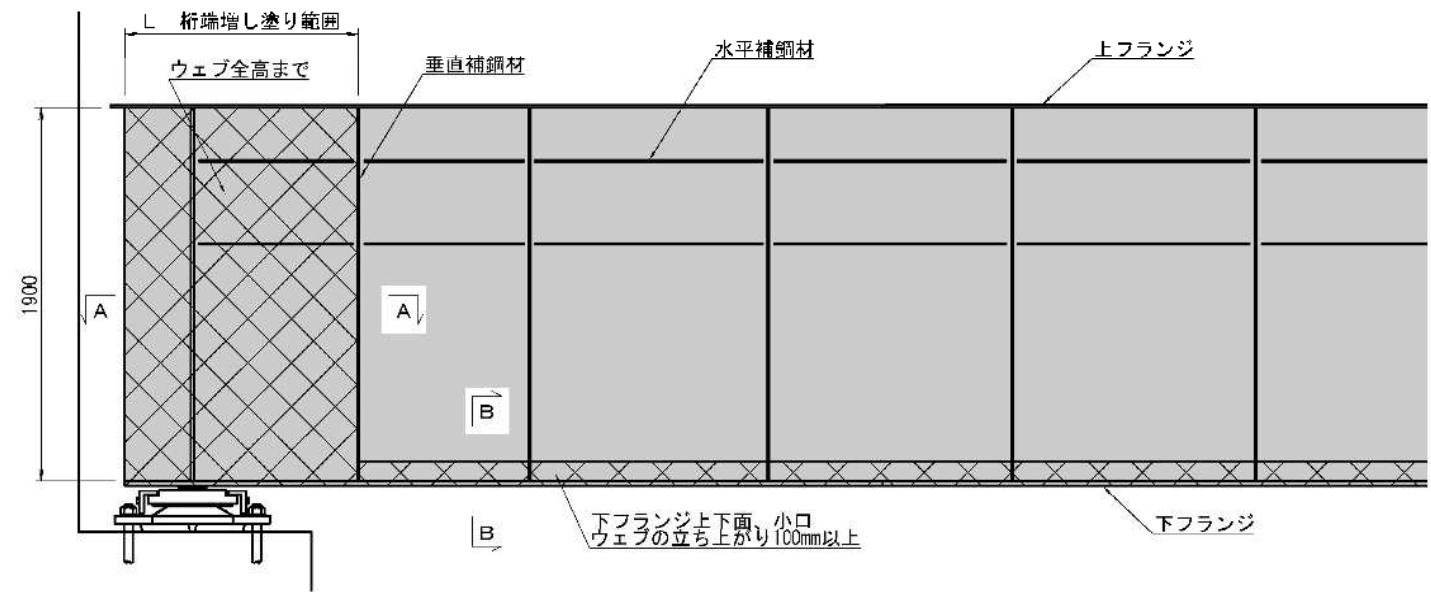 L 桁端増し塗り範囲
ウェブ全高まで
垂直補鋼材
水平補鋼材
上フランジ
1900
A
A
B
B
下フランジ上下面、小口
ウェブの立ち上がり100mm以上
下フランジ